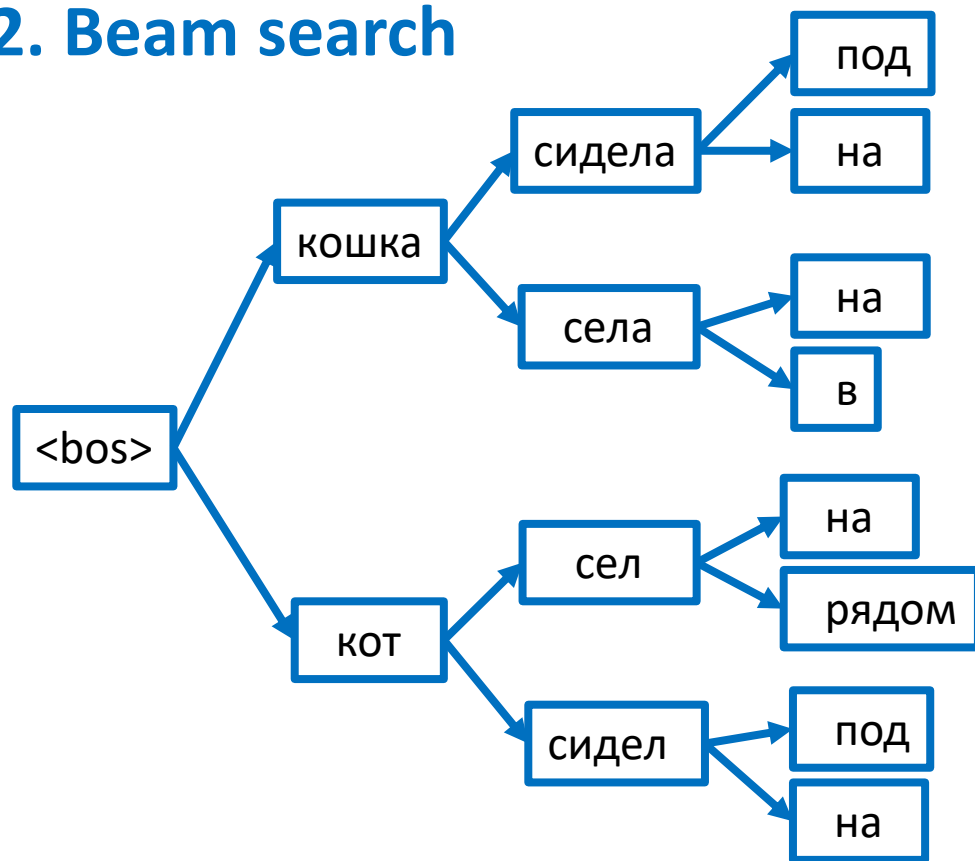 2. Beam search
под
сидела
на
кошка
на
села
в
<bos>
на
сел
рядом
кот
под
сидел
на